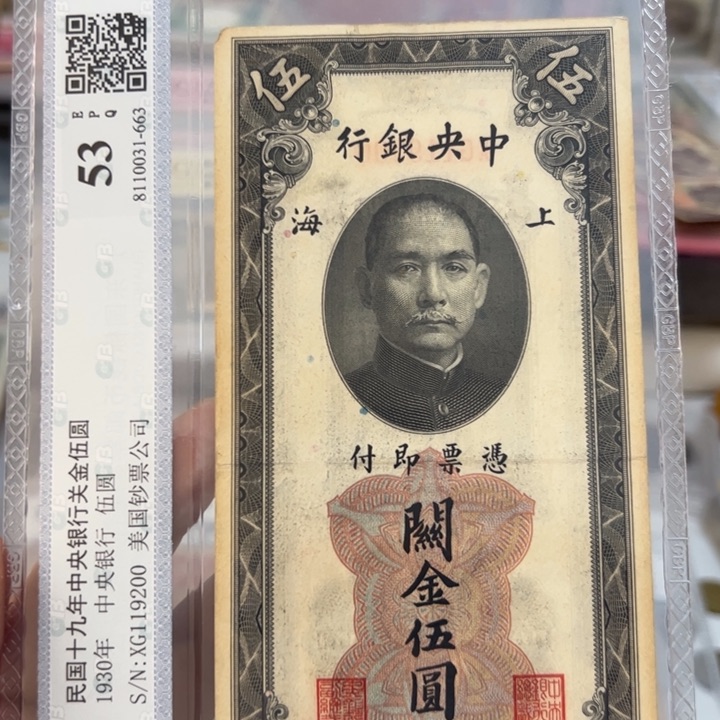 民国十九年中央银行关金伍圆
1930年 中央银行 伍圆
S/N:XG119200 美国钞票公司
53
EPQ
8110031-663
伍 伍
行銀央中
海 上
付即票憑
關金伍圓